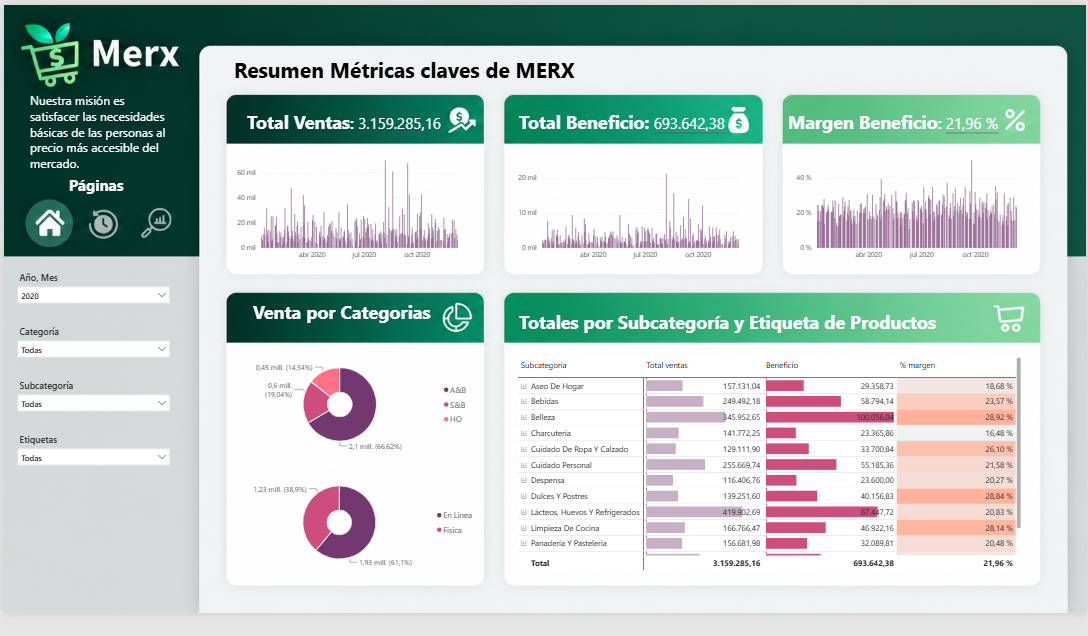 Merx
Nuestra misión es
satisfacer las necesidades
básicas de las personas al
precio más accesible del
mercado.
Páginas
Año, Mes
2020
Categoría
Todas
Subcategoría
Todas
Etiquetas
Todas
Resumen Métricas claves de MERX
Total Ventas: 3.159.285,16
60 mil
40 mil
20 mil
0 mil
abr 2020 jul 2020 oct 2020
Total Beneficio: 693.642,38
20 mil
10 mil
0 mil
abr 2020 jul 2020 oct 2020
Margen Beneficio: 21,96 %
40 %
20 %
0 %
abr 2020 jul 2020 oct 2020
Venta por Categorias
0,45 mill. (14,34%)
0,6 mill.
(19,04%)
2,1 mill. (66,62%)
A&B
S&B
HO
1,23 mill. (38,9%)
1,93 mill. (61,1%)
En Linea
Fisica
Totales por Subcategoría y Etiqueta de Productos
Subcategoria Total ventas Beneficio % margen
Aseo De Hogar 157.131,04 29.358,73 18,68 %
Bebidas 249.492,18 58.794,14 23,57 %
Belleza 345.952,65 100.056,04 28,92 %
Charcuteria 141.772,25 23.365,86 16,48 %
Cuidado De Ropa Y Calzado 129.111,90 33.700,84 26,10 %
Cuidado Personal 255.669,74 55.185,36 21,58 %
Despensa 116.406,76 23.600,00 20,27 %
Dulces Y Postres 139.251,60 40.156,83 28,84 %
Lácteos, Huevos Y Refrigerados 419.902,69 87.447,72 20,83 %
Limpieza De Cocina 166.766,47 46.922,16 28,14 %
Panadería Y Pastelería 156.681,98 32.089,81 20,48 %
Total 3.159.285,16 693.642,38 21,96 %